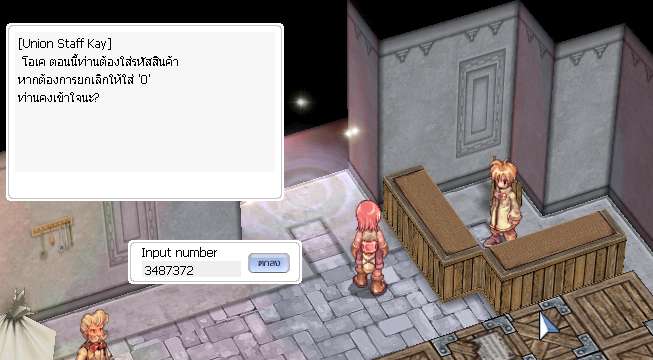 [Union Staff Kay]
โอเค ตอนนี้ท่านต้องใส่รหัสสินค้า
หากต้องการยกเลิกให้ใส่ '0'
ท่านคงเข้าใจนะ?
Input number
3487372
ตกลง